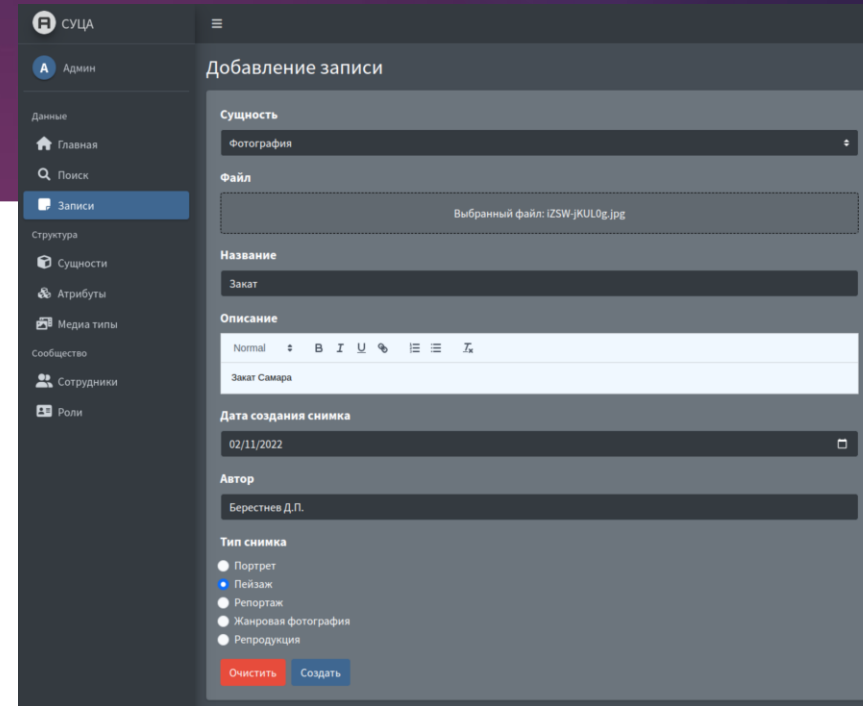 СУЦА
А Админ
Данные
Главная
Поиск
Записи
Структура
Сущности
Атрибуты
Медиа типы
Сообщество
Сотрудники
Роли
Добавление записи
Сущность
Фотография
Файл
Выбранный файл: iZSW-jKUL0g.jpg
Название
Закат
Описание
Normal B I U
Закат Самара
Дата создания снимка
02/11/2022
Автор
Берестнев Д.П.
Тип снимка
Портрет
Пейзаж
Репортаж
Жанровая фотография
Репродукция
Очистить Создать